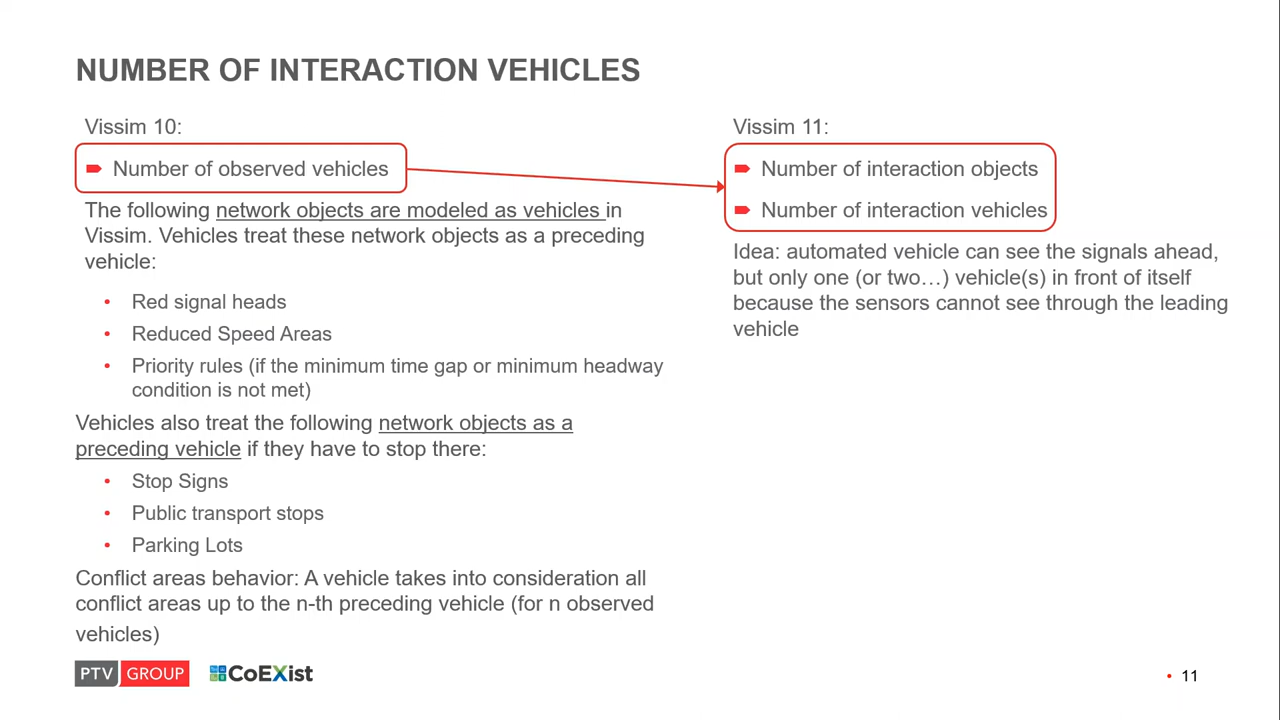 NUMBER OF INTERACTION VEHICLES
Vissim 10:
Number of observed vehicles
The following network objects are modeled as vehicles in
Vissim. Vehicles treat these network objects as a preceding
vehicle:
• Red signal heads
• Reduced Speed Areas
• Priority rules (if the minimum time gap or minimum headway
condition is not met)
Vehicles also treat the following network objects as a
preceding vehicle if they have to stop there:
• Stop Signs
• Public transport stops
• Parking Lots
Conflict areas behavior: A vehicle takes into consideration all
conflict areas up to the n-th preceding vehicle (for n observed
vehicles)
Vissim 11:
Number of interaction objects
Number of interaction vehicles
Idea: automated vehicle can see the signals ahead,
but only one (or two…) vehicle(s) in front of itself
because the sensors cannot see through the leading
vehicle
PTV GROUP
CoEXist
• 11